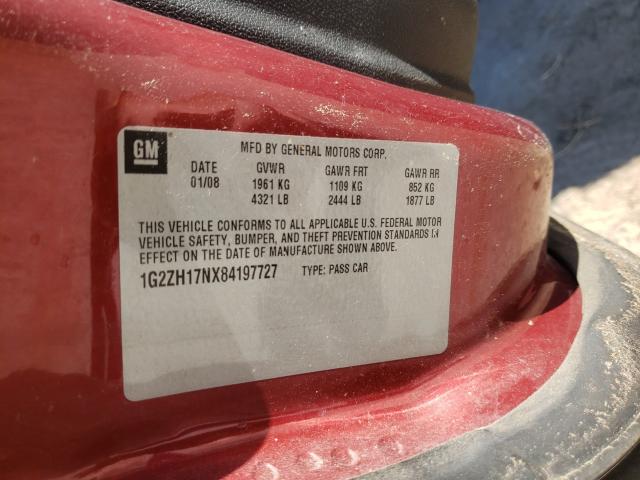 GM
MFD BY GENERAL MOTORS CORP.
DATE GVWR GAWR FRT GAWR RR
01/08 1961 KG 1109 KG 852 KG
4321 LB 2444 LB 1877 LB
THIS VEHICLE CONFORMS TO ALL APPLICABLE U.S. FEDERAL MOTOR
VEHICLE SAFETY, BUMPER, AND THEFT PREVENTION STANDARDS IN
EFFECT ON THE DATE OF MANUFACTURE SHOWN ABOVE.
1G2ZH17NX84197727 TYPE: PASS CAR